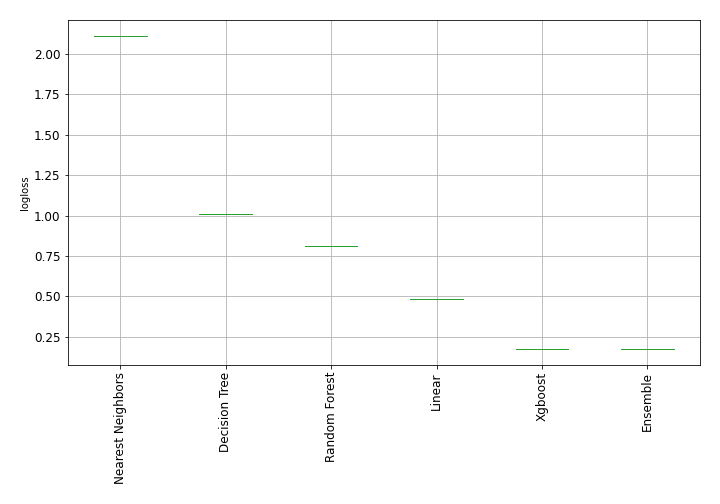 2.00
1.75
1.50
1.25
1.00
0.75
0.50
0.25
logloss
Nearest Neighbors
Decision Tree
Random Forest
Linear
Xgboost
Ensemble